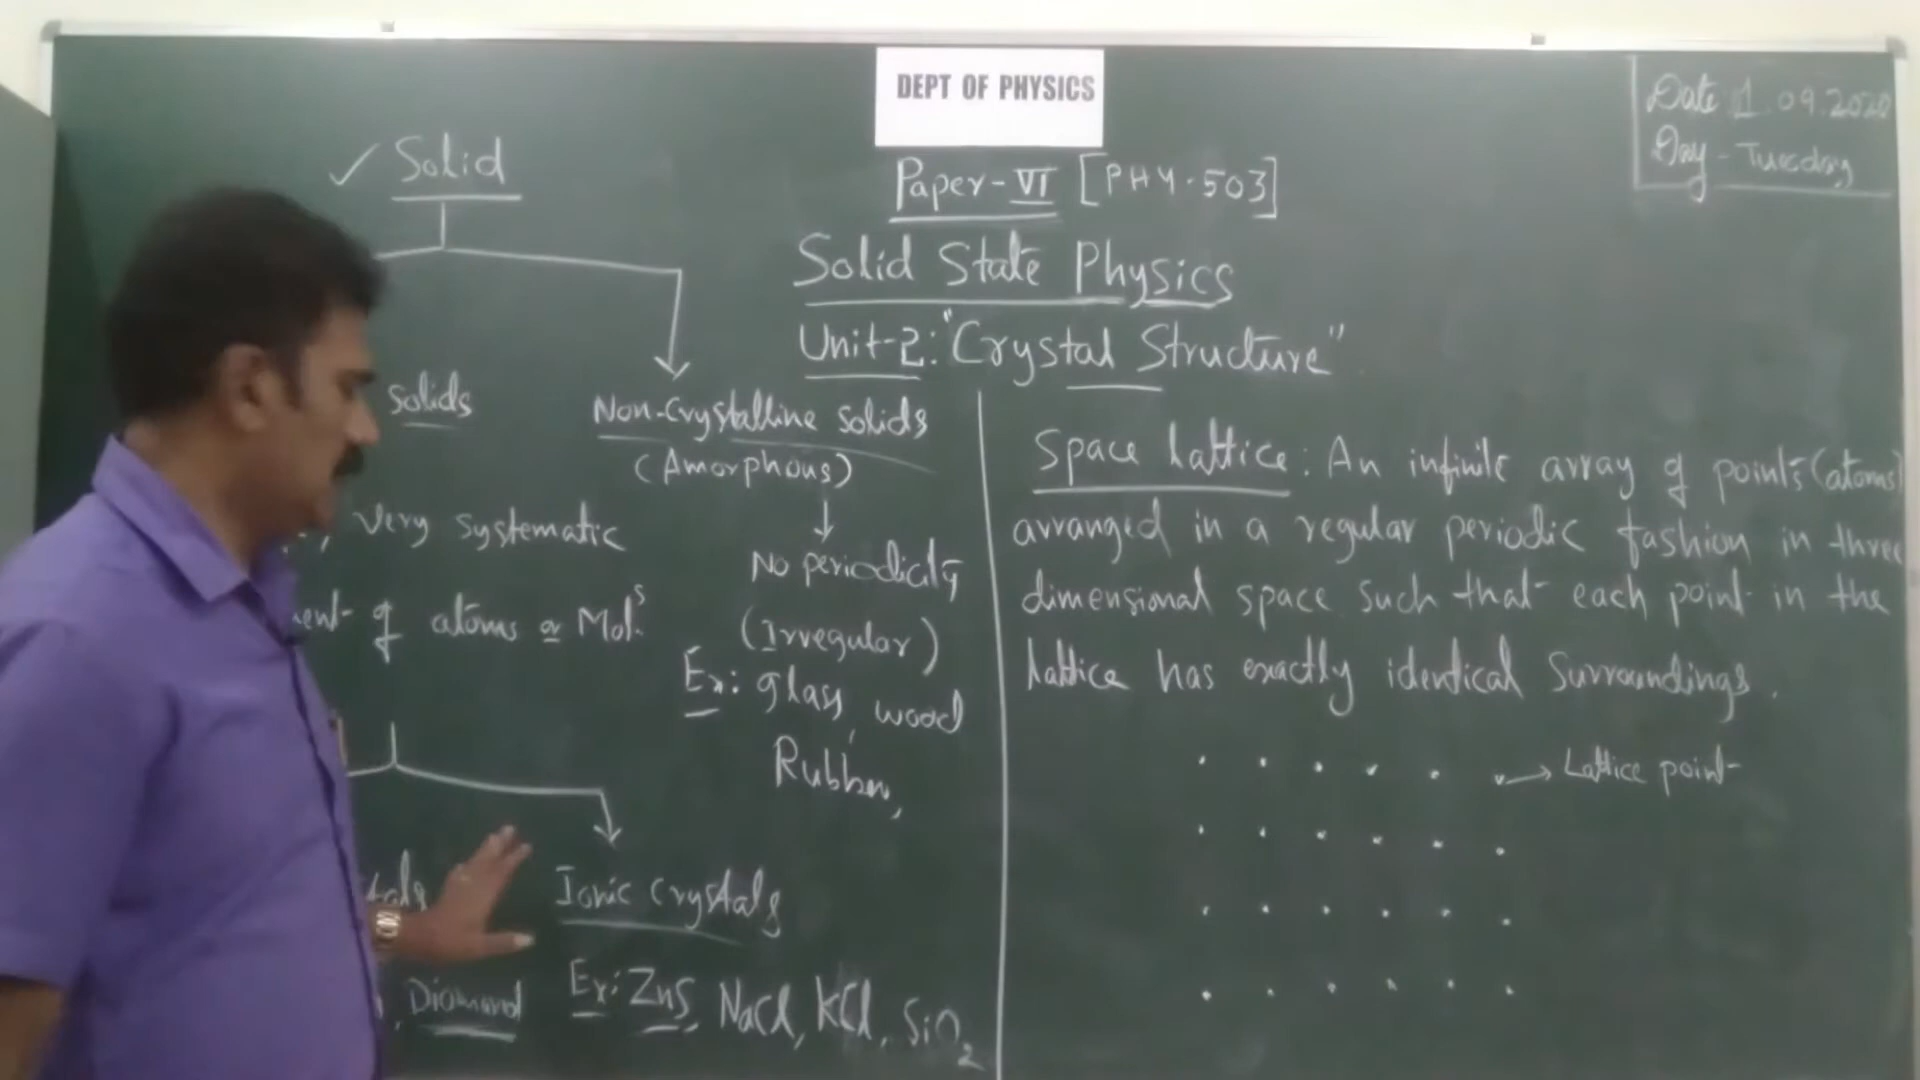 DEPT OF PHYSICS
Date 1.09.2020
Day - Tuesday
Paper-VI [PHY-503]
Solid State Physics
Unit-2: "Crystal Structure"
✓ Solid
solids
Non-Crystalline solids
(Amorphous)
, very systematic
of atoms or Mols
No periodicity
(Irregular)
Ex: glass, wood
Rubber,
Ionic Crystals
, Diamond
Ex: ZnS, NaCl, KCl, SiO2
Space lattice: An infinite array of points (atoms)
arranged in a regular periodic fashion in three
dimensional space such that each point in the
lattice has exactly identical surroundings.
→ Lattice point